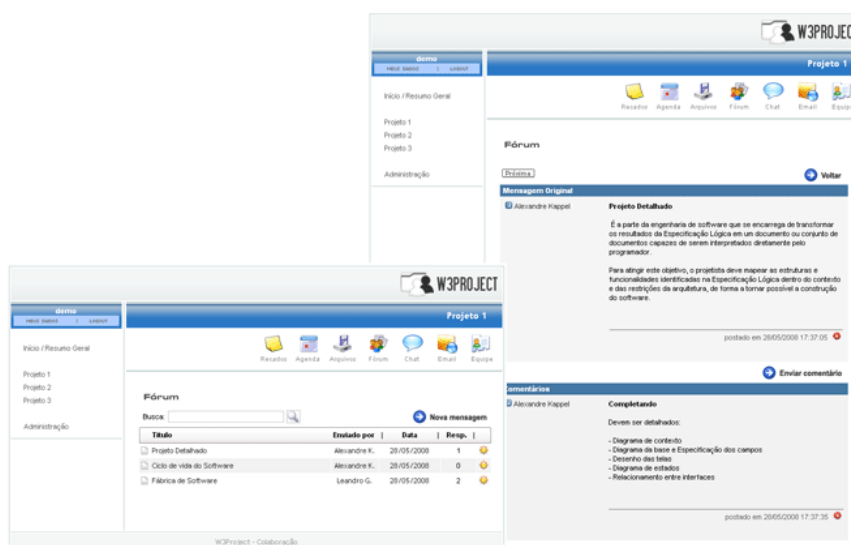 W3PROJEC
demo
MEUS DADOS | LOGOUT
Projeto 1
Início / Resumo Geral
Projeto 1
Projeto 2
Projeto 3
Administração
Recados Agenda Arquivos Fórum Chat Email Equip
Fórum
Próxima
Voltar
Mensagem Original
Alexandre Kappel
Projeto Detalhado
É a parte da engenharia de software que se encarrega de transformar
os resultados da Especificação Lógica em um documento ou conjunto de
documentos capazes de serem interpretados diretamente pelo
programador.
Para atingir este objetivo, o projetista deve mapear as estruturas e
funcionalidades identificadas na Especificação Lógica dentro do contexto
e das restrições da arquitetura, de forma a tornar possível a construção
do software.
postado em 28/05/2008 17:37:05
Enviar comentário
Comentários
Alexandre Kappel
Completando
Devem ser detalhados:
- Diagrama de contexto
- Diagrama da base e Especificação dos campos
- Desenho das telas
- Diagrama de estados
- Relacionamento entre interfaces
postado em 28/05/2008 17:37:35
W3PROJECT
demo
MEUS DADOS | LOGOUT
Projeto 1
Início / Resumo Geral
Projeto 1
Projeto 2
Projeto 3
Administração
Recados Agenda Arquivos Fórum Chat Email Equipe
Fórum
Busca:
Nova mensagem
Título Enviado por | Data | Resp. |
Projeto Detalhado Alexandre K. 28/05/2008 1
Ciclo de vida do Software Alexandre K. 28/05/2008 0
Fábrica de Software Leandro G. 28/05/2008 2
W3Project - Colaboração